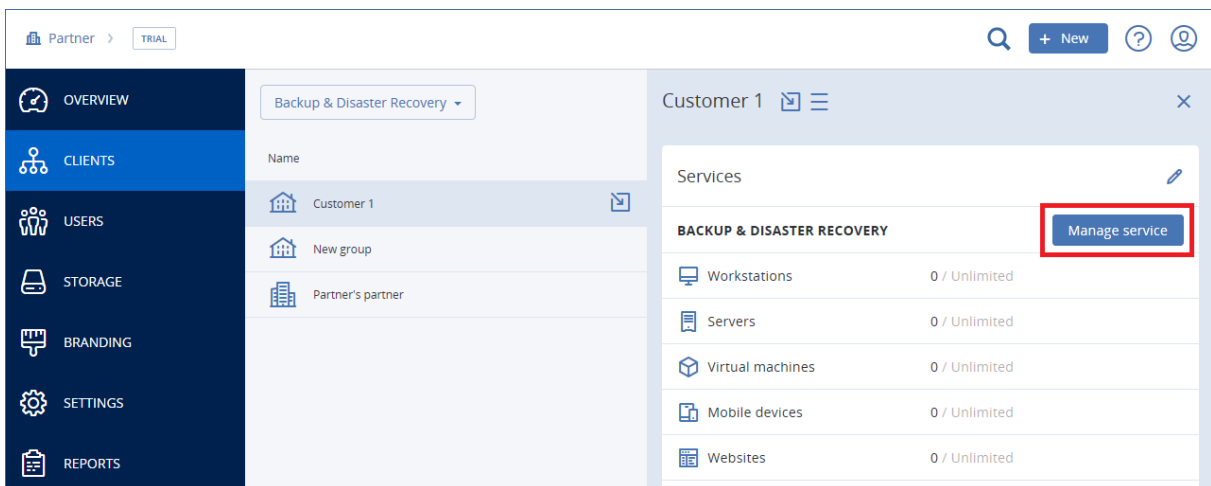 Partner > TRIAL
+ New
OVERVIEW
CLIENTS
USERS
STORAGE
BRANDING
SETTINGS
REPORTS
Backup & Disaster Recovery
Name
Customer 1
New group
Partner's partner
Customer 1
Services
BACKUP & DISASTER RECOVERY Manage service
Workstations 0 / Unlimited
Servers 0 / Unlimited
Virtual machines 0 / Unlimited
Mobile devices 0 / Unlimited
Websites 0 / Unlimited